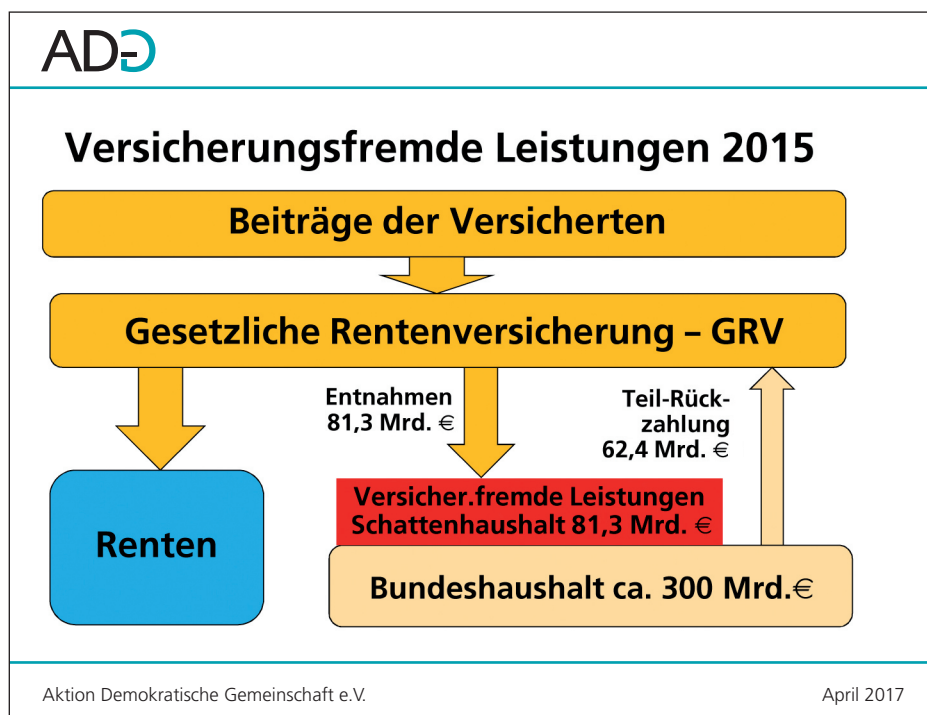 ADG
Versicherungsfremde Leistungen 2015
Beiträge der Versicherten
Gesetzliche Rentenversicherung – GRV
Entnahmen
81,3 Mrd. €
Teil-Rück-
zahlung
62,4 Mrd. €
Versicher.fremde Leistungen
Schattenhaushalt 81,3 Mrd. €
Renten
Bundeshaushalt ca. 300 Mrd.€
Aktion Demokratische Gemeinschaft e.V.
April 2017